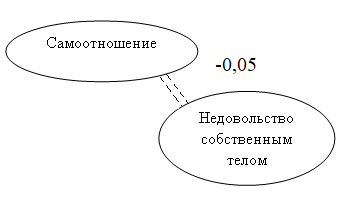 Самоотношение
-0,05
Недовольство
собственным
телом